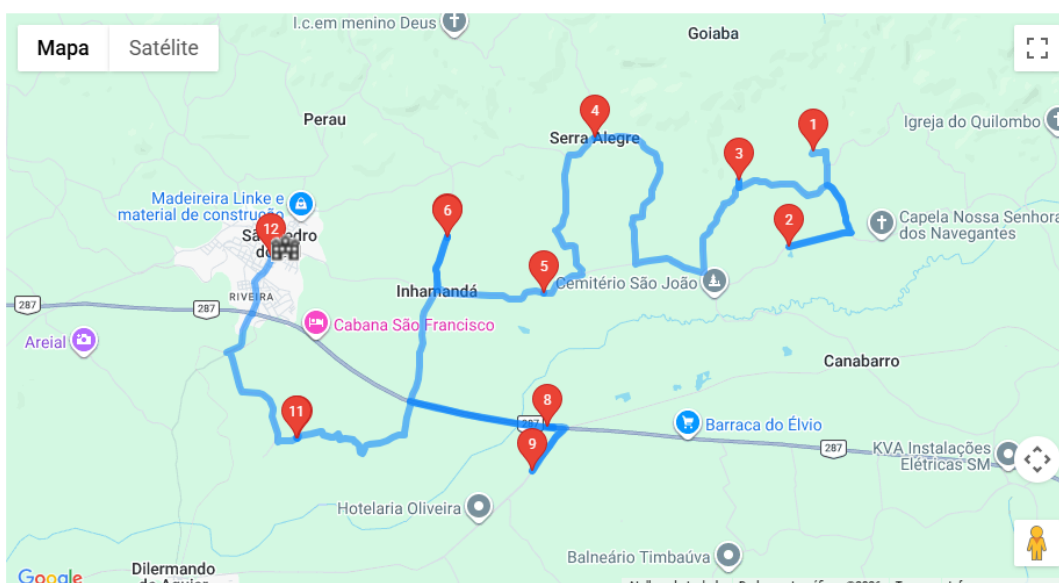 I.c.em menino Deus
Goiaba
Mapa
Satélite
Perau
4
Serra Alegre
1
Igreja do Quilombo
3
Madeireira Linke e
material de construção
6
2
Capela Nossa Senhora
dos Navegantes
12
5
Cemitério São João
RIVEIRA
Inhamandá
287
287
Cabana São Francisco
Areial
Canabarro
11
8
287
Barraca do Élvio
9
287
KVA Instalações
Elétricas SM
Hotelaria Oliveira
Balneário Timbaúva
Dilermando
Google